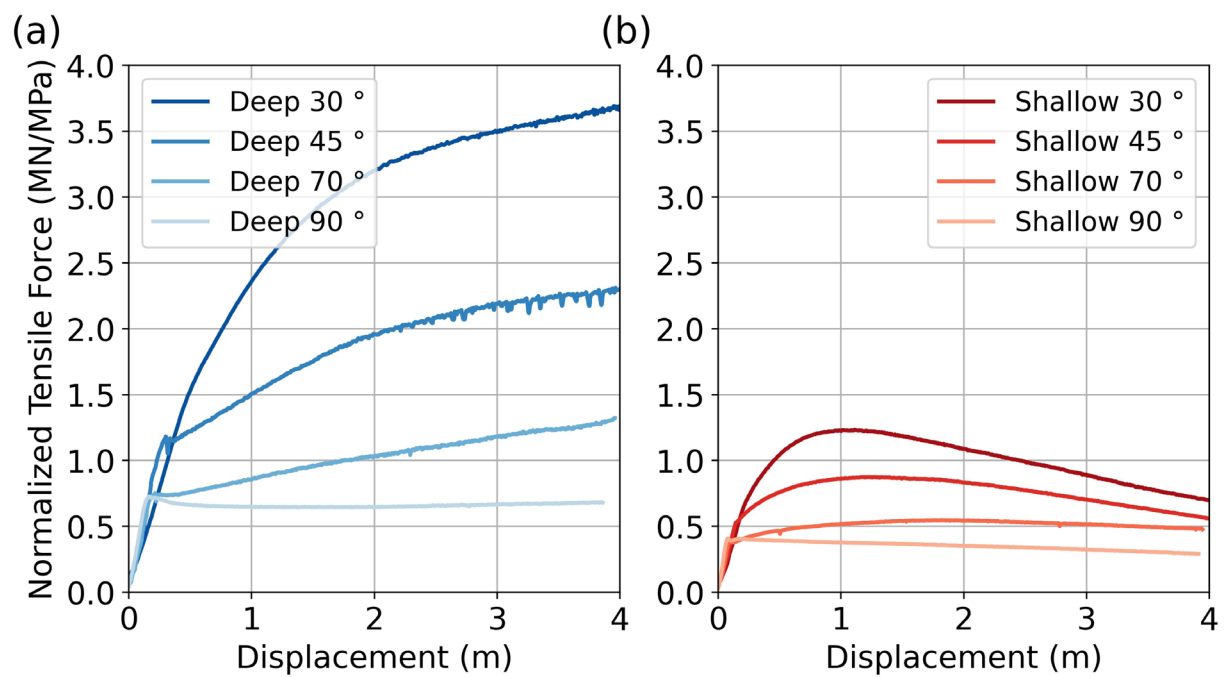 (a)
Normalized Tensile Force (MN/MPa)
4.0
3.5
3.0
2.5
2.0
1.5
1.0
0.5
0.0
Deep 30 °
Deep 45 °
Deep 70 °
Deep 90 °
0 1 2 3 4
Displacement (m)
(b)
4.0
3.5
3.0
2.5
2.0
1.5
1.0
0.5
0.0
Shallow 30 °
Shallow 45 °
Shallow 70 °
Shallow 90 °
0 1 2 3 4
Displacement (m)